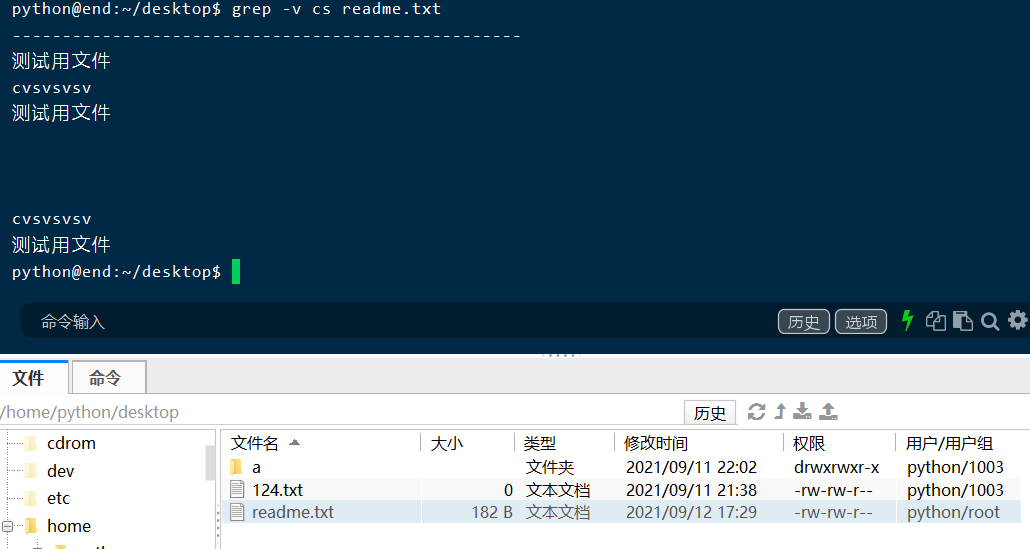 python@end:~/desktop$ grep -v cs readme.txt
---------------------------------------------------
测试用文件
cvsvsvsv
测试用文件
cvsvsvsv
测试用文件
python@end:~/desktop$
命令输入 历史 选项
文件 命令
/home/python/desktop 历史
cdrom
dev
etc
home
文件名 大小 类型 修改时间 权限 用户/用户组
a 文件夹 2021/09/11 22:02 drwxrwxr-x python/1003
124.txt 0 文本文档 2021/09/11 21:38 -rw-rw-r-- python/1003
readme.txt 182 B 文本文档 2021/09/12 17:29 -rw-rw-r-- python/root